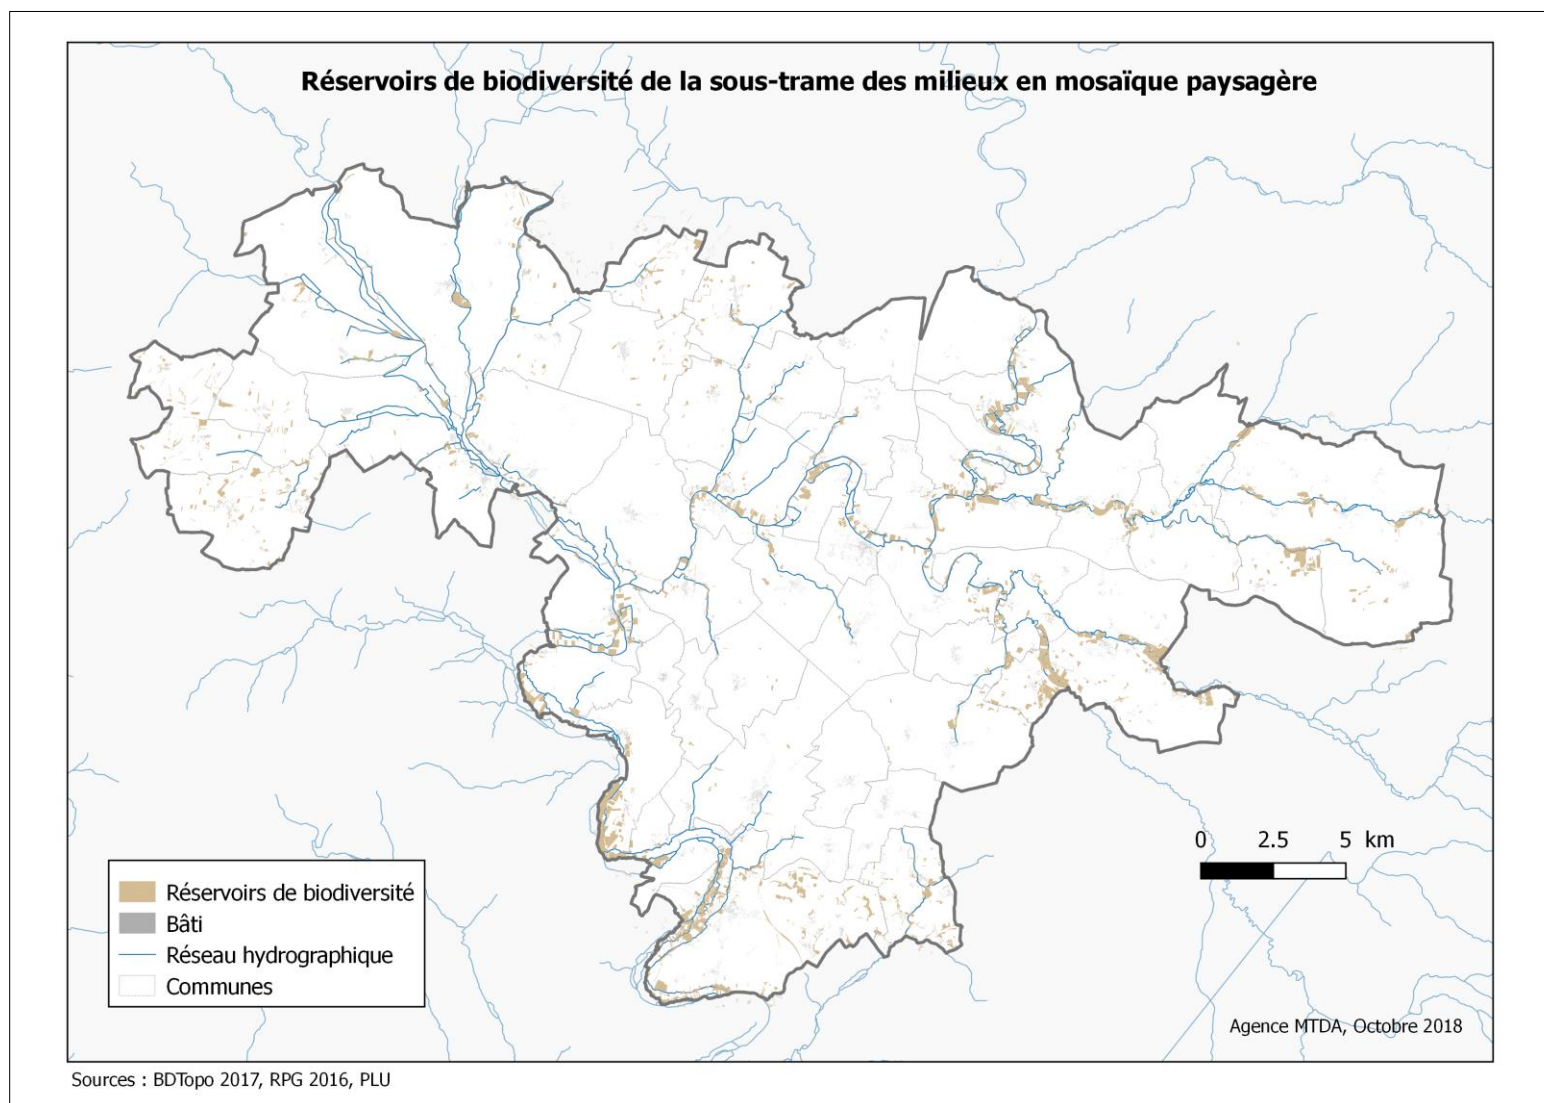 Réservoirs de biodiversité de la sous-trame des milieux en mosaïque paysagère
0 2.5 5 km
Réservoirs de biodiversité
Bâti
Réseau hydrographique
Communes
Agence MTDA, Octobre 2018
Sources : BDTopo 2017, RPG 2016, PLU